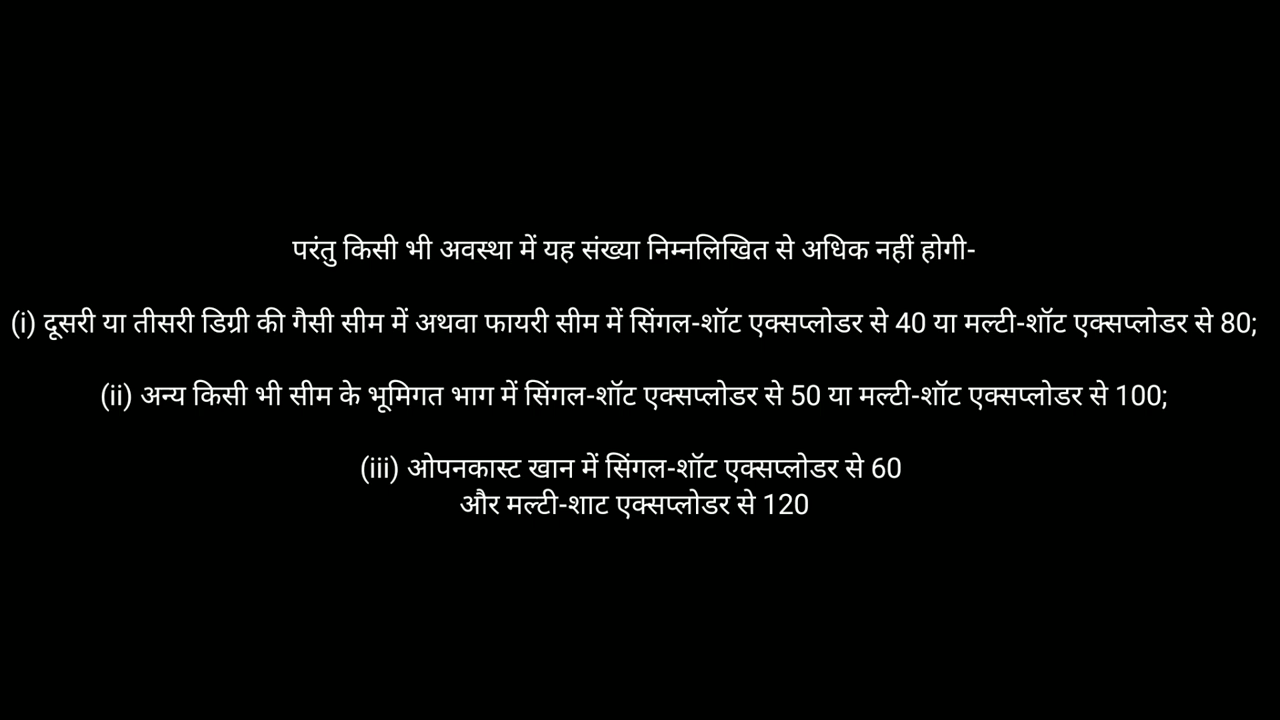 परंतु किसी भी अवस्था में यह संख्या निम्नलिखित से अधिक नहीं होगी-
(i) दूसरी या तीसरी डिग्री की गैसी सीम में अथवा फायरी सीम में सिंगल-शॉट एक्सप्लोडर से 40 या मल्टी-शॉट एक्सप्लोडर से 80;
(ii) अन्य किसी भी सीम के भूमिगत भाग में सिंगल-शॉट एक्सप्लोडर से 50 या मल्टी-शॉट एक्सप्लोडर से 100;
(iii) ओपनकास्ट खान में सिंगल-शॉट एक्सप्लोडर से 60
और मल्टी-शाट एक्सप्लोडर से 120